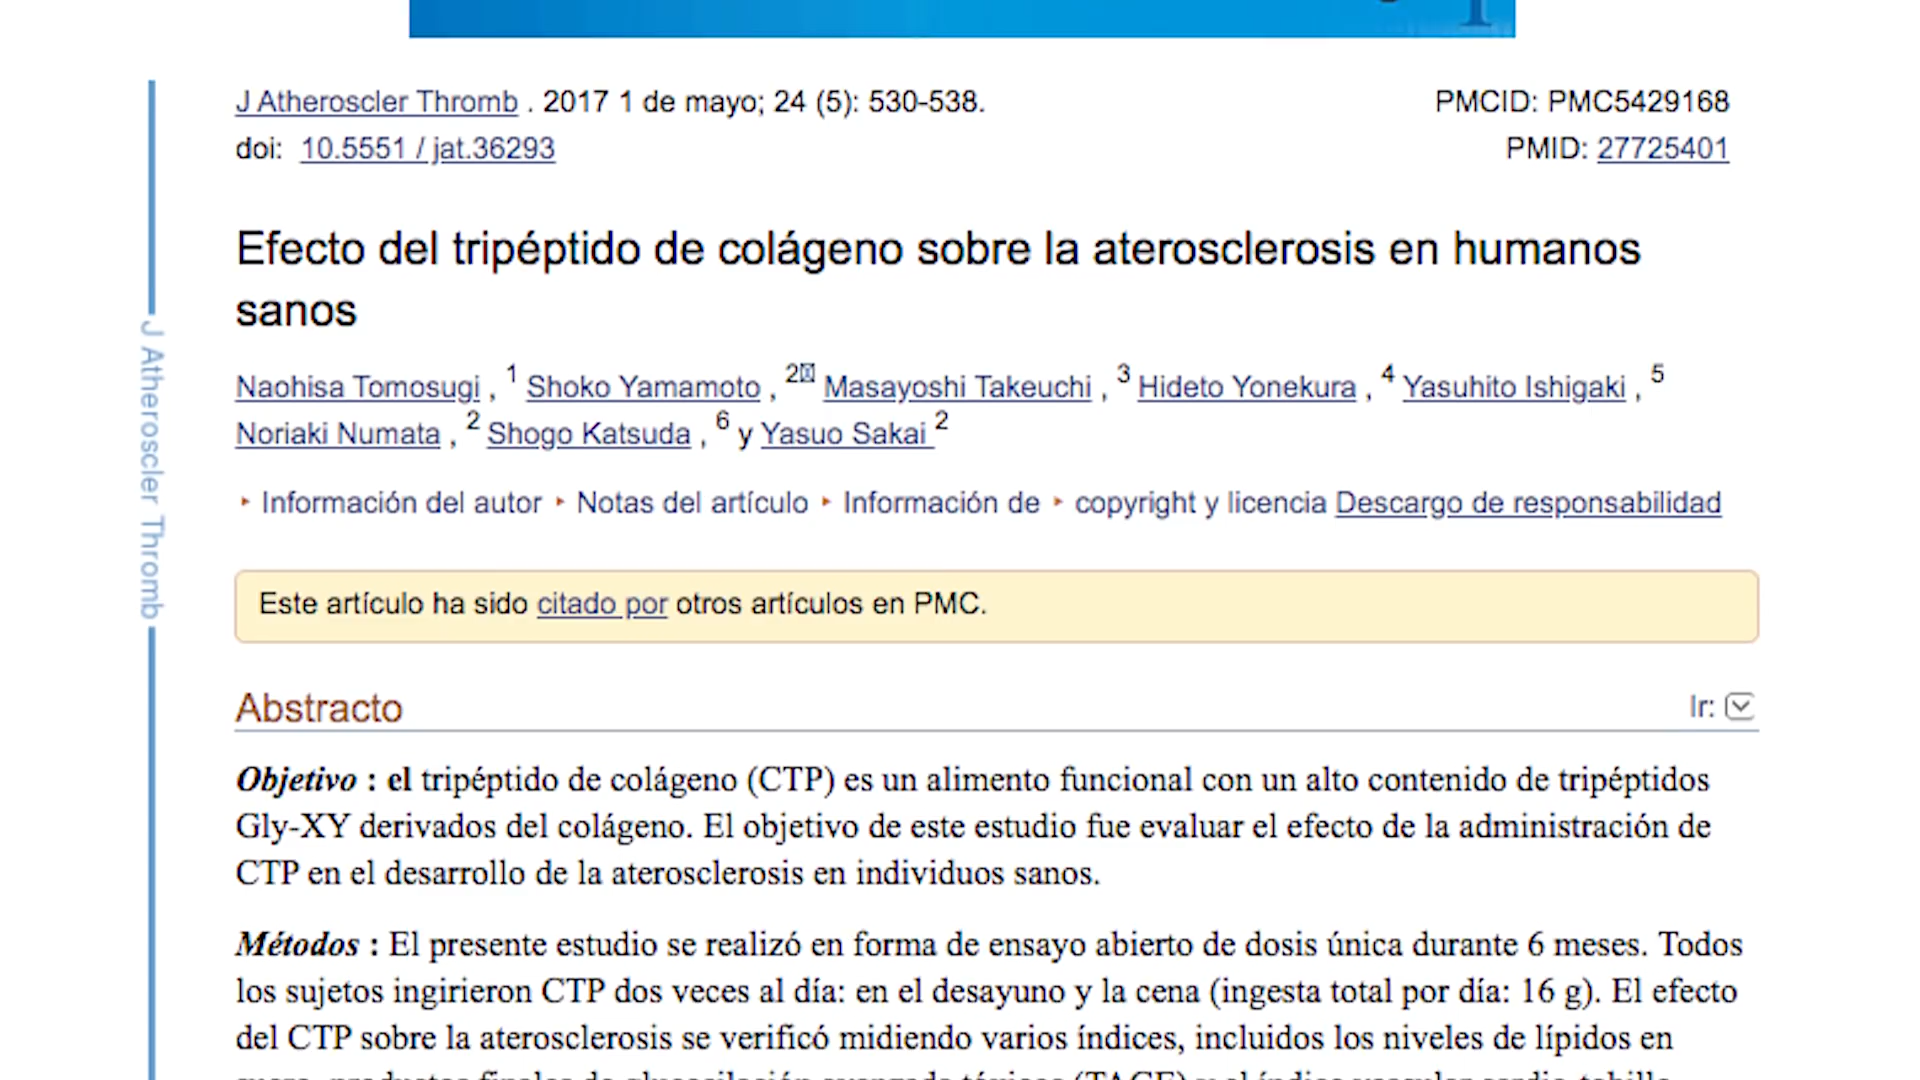 J Atheroscler Thromb . 2017 1 de mayo; 24 (5): 530-538.
PMCID: PMC5429168
doi: 10.5551 / jat.36293
PMID: 27725401
Efecto del tripéptido de colágeno sobre la aterosclerosis en humanos
sanos
Naohisa Tomosugi , 1 Shoko Yamamoto , 2 Masayoshi Takeuchi , 3 Hideto Yonekura , 4 Yasuhito Ishigaki , 5
Noriaki Numata , 2 Shogo Katsuda , 6 y Yasuo Sakai 2
‣ Información del autor ‣ Notas del artículo ‣ Información de ‣ copyright y licencia Descargo de responsabilidad
J Atheroscler Thromb
Este artículo ha sido citado por otros artículos en PMC.
Abstracto
Ir:
Objetivo : el tripéptido de colágeno (CTP) es un alimento funcional con un alto contenido de tripéptidos
Gly-XY derivados del colágeno. El objetivo de este estudio fue evaluar el efecto de la administración de
CTP en el desarrollo de la aterosclerosis en individuos sanos.
Métodos : El presente estudio se realizó en forma de ensayo abierto de dosis única durante 6 meses. Todos
los sujetos ingirieron CTP dos veces al día: en el desayuno y la cena (ingesta total por día: 16 g). El efecto
del CTP sobre la aterosclerosis se verificó midiendo varios índices, incluidos los niveles de lípidos en